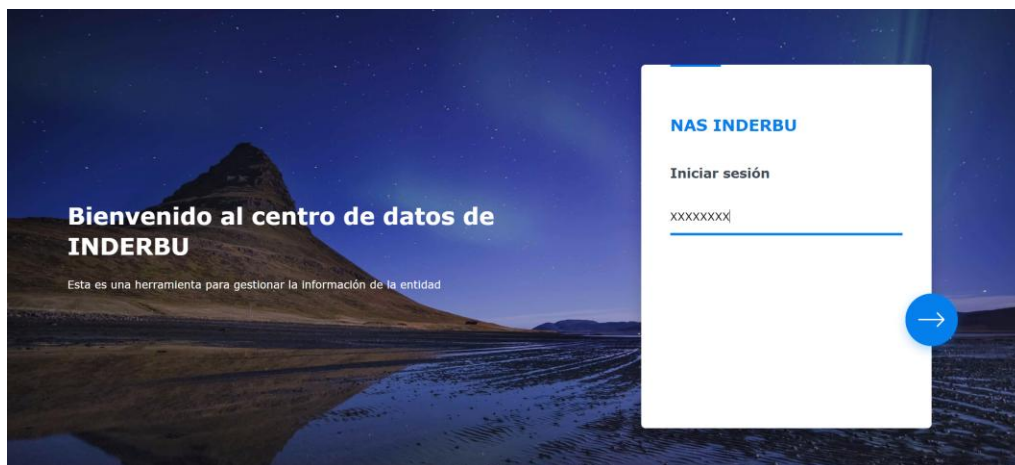 Bienvenido al centro de datos de
INDERBU
Esta es una herramienta para gestionar la información de la entidad
NAS INDERBU
Iniciar sesión
xxxxxxxx